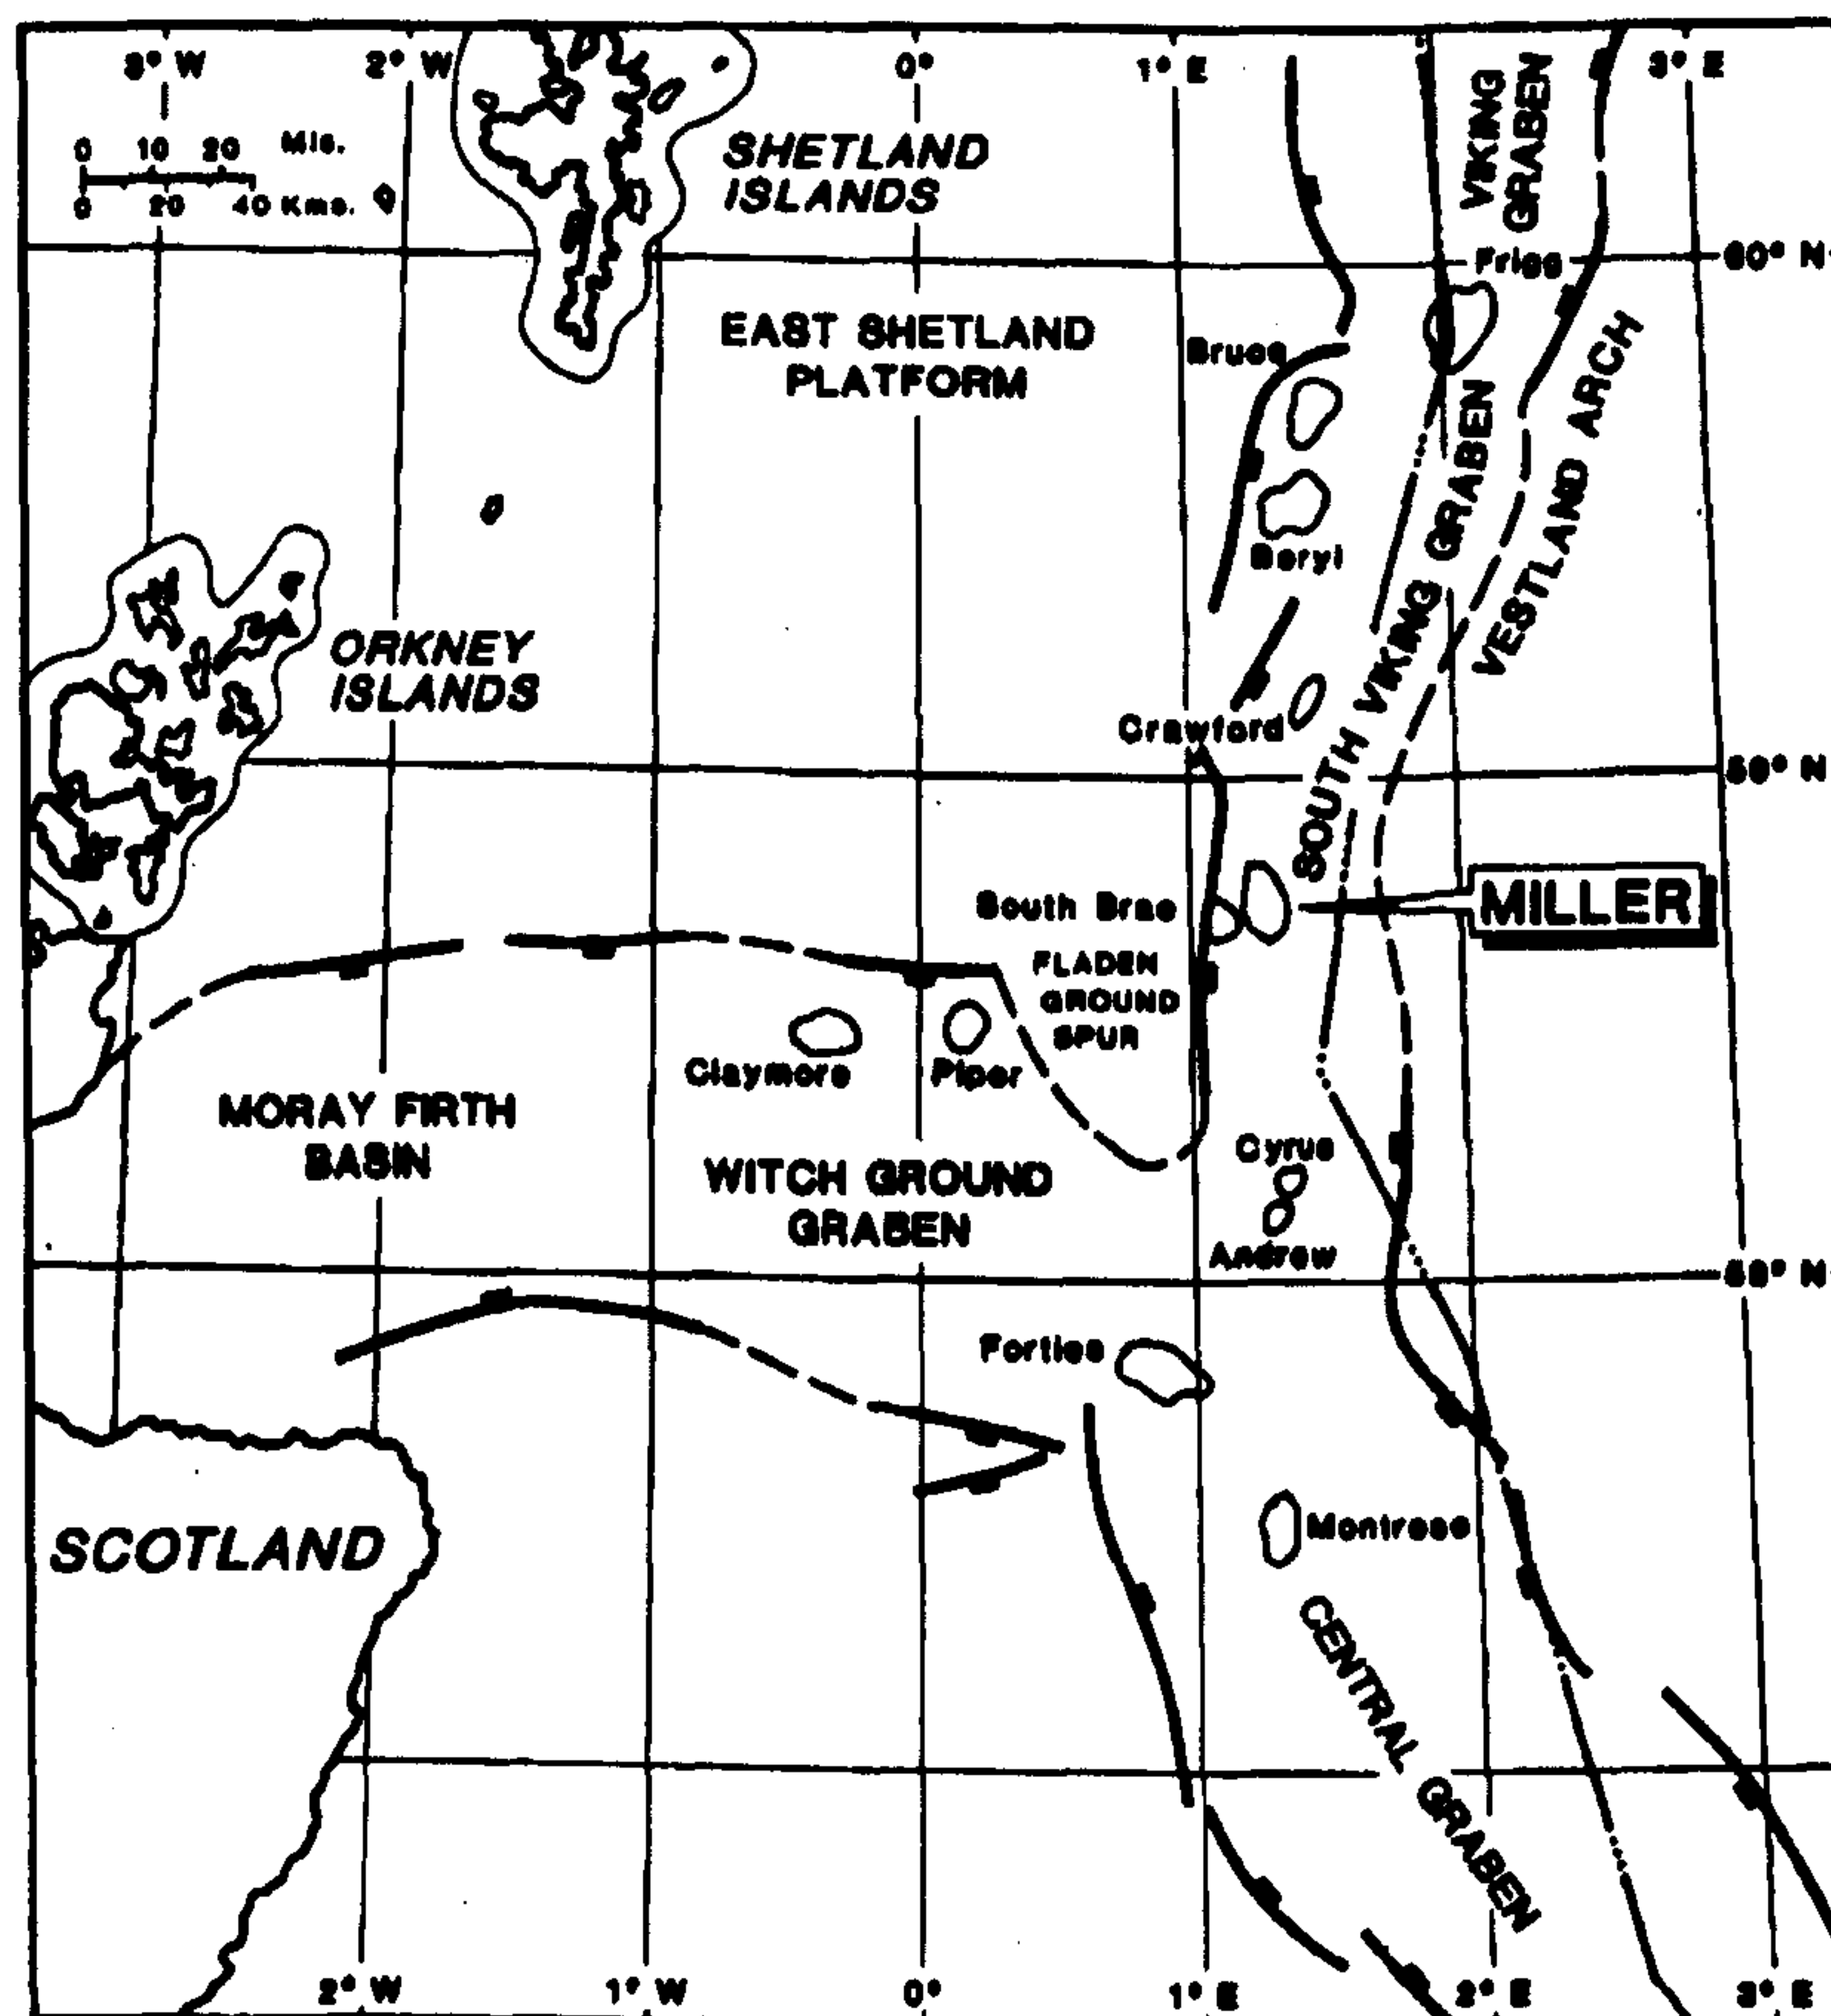 3° W
2° W
0°
1° E
3° E
0 10 20 Mls.
0 20 40 Kms.
SHETLAND
ISLANDS
VIKING
GRABEN
Frigg
60° N
EAST SHETLAND
PLATFORM
Bruce
Beryl
SOUTH VIKING GRABEN
VESTLAND ARCH
ORKNEY
ISLANDS
Crawford
59° N
South Brae
MILLER
FLADEN
GROUND
SPUR
Claymore
Piper
MORAY FIRTH
BASIN
WITCH GROUND
GRABEN
Cyrus
Andrew
58° N
Forties
SCOTLAND
Montrose
CENTRAL GRABEN
2° W
1° W
0°
1° E
2° E
3° E